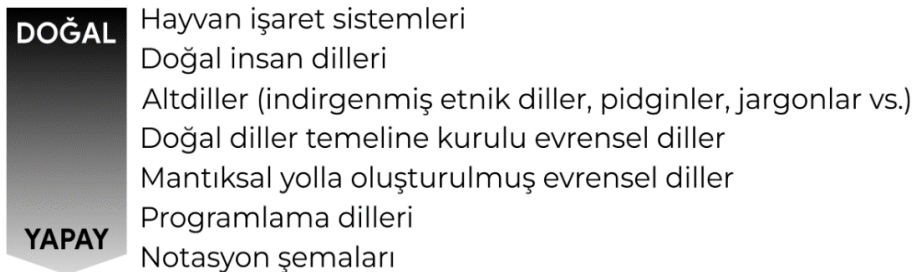 DOĞAL
Hayvan işaret sistemleri
Doğal insan dilleri
Altdiller (indirgenmiş etnik diller, pidginler, jargonlar vs.)
Doğal diller temeline kurulu evrensel diller
Mantıksal yolla oluşturulmuş evrensel diller
Programlama dilleri
YAPAY
Notasyon şemaları